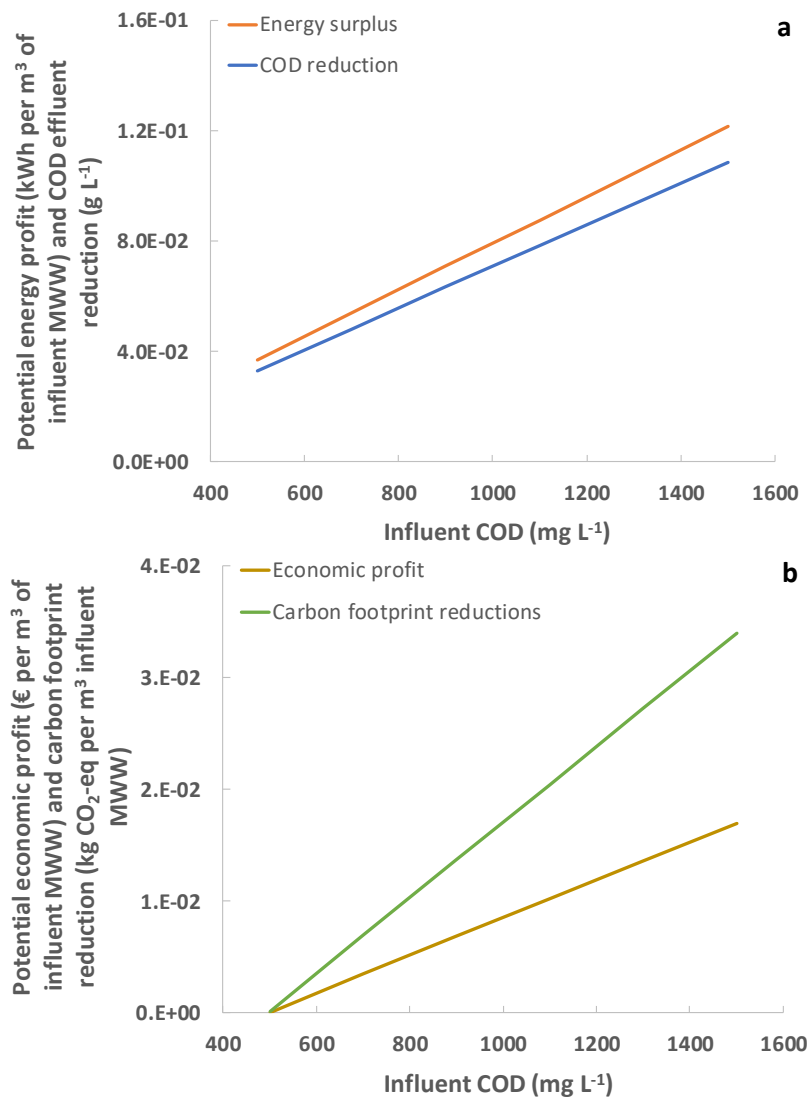 a
Energy surplus
COD reduction
Potential energy profit (kWh per m³ of
influent MWW) and COD effluent
reduction (g L⁻¹)
1.6E-01
1.2E-01
8.0E-02
4.0E-02
0.0E+00
400 600 800 1000 1200 1400 1600
Influent COD (mg L⁻¹)
b
Economic profit
Carbon footprint reductions
Potential economic profit (€ per m³ of
influent MWW) and carbon footprint
reduction (kg CO₂-eq per m³ influent
MWW)
4.E-02
3.E-02
2.E-02
1.E-02
0.E+00
400 600 800 1000 1200 1400 1600
Influent COD (mg L⁻¹)